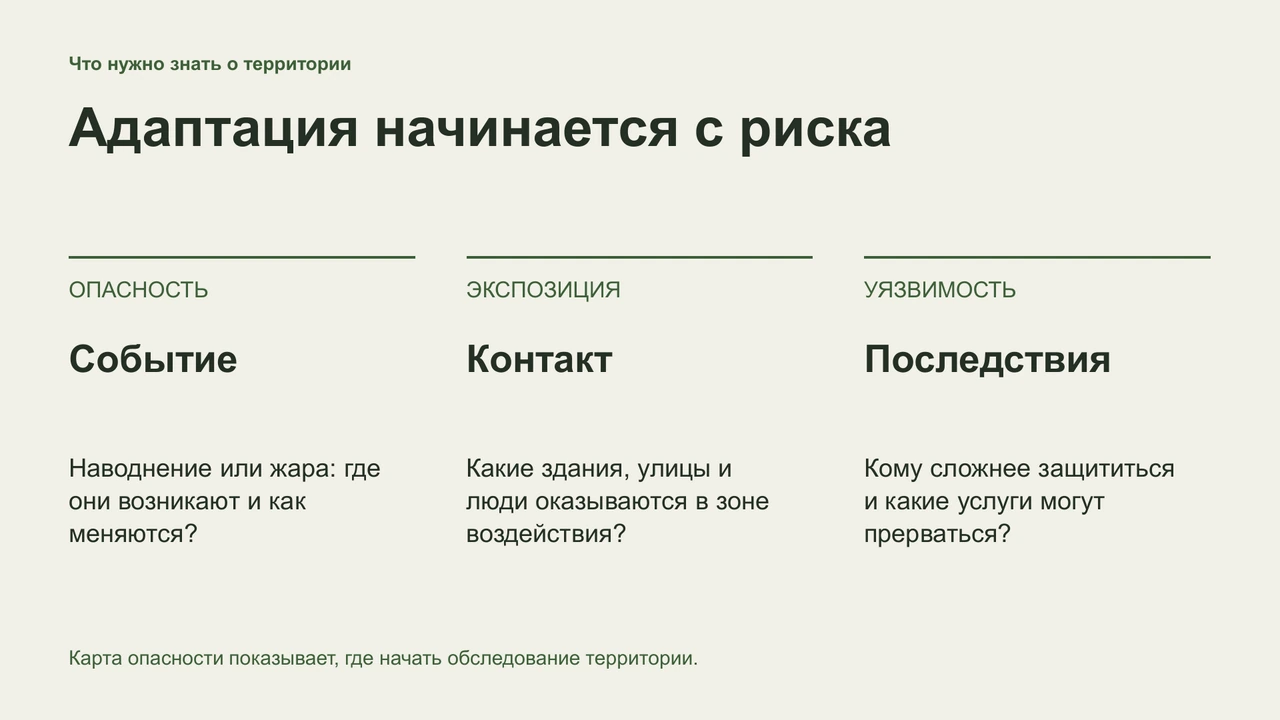 Что нужно знать о территории
Адаптация начинается с риска
ОПАСНОСТЬ
Событие
Наводнение или жара: где
они возникают и как
меняются?
ЭКСПОЗИЦИЯ
Контакт
Какие здания, улицы и
люди оказываются в зоне
воздействия?
УЯЗВИМОСТЬ
Последствия
Кому сложнее защититься
и какие услуги могут
прерваться?
Карта опасности показывает, где начать обследование территории.